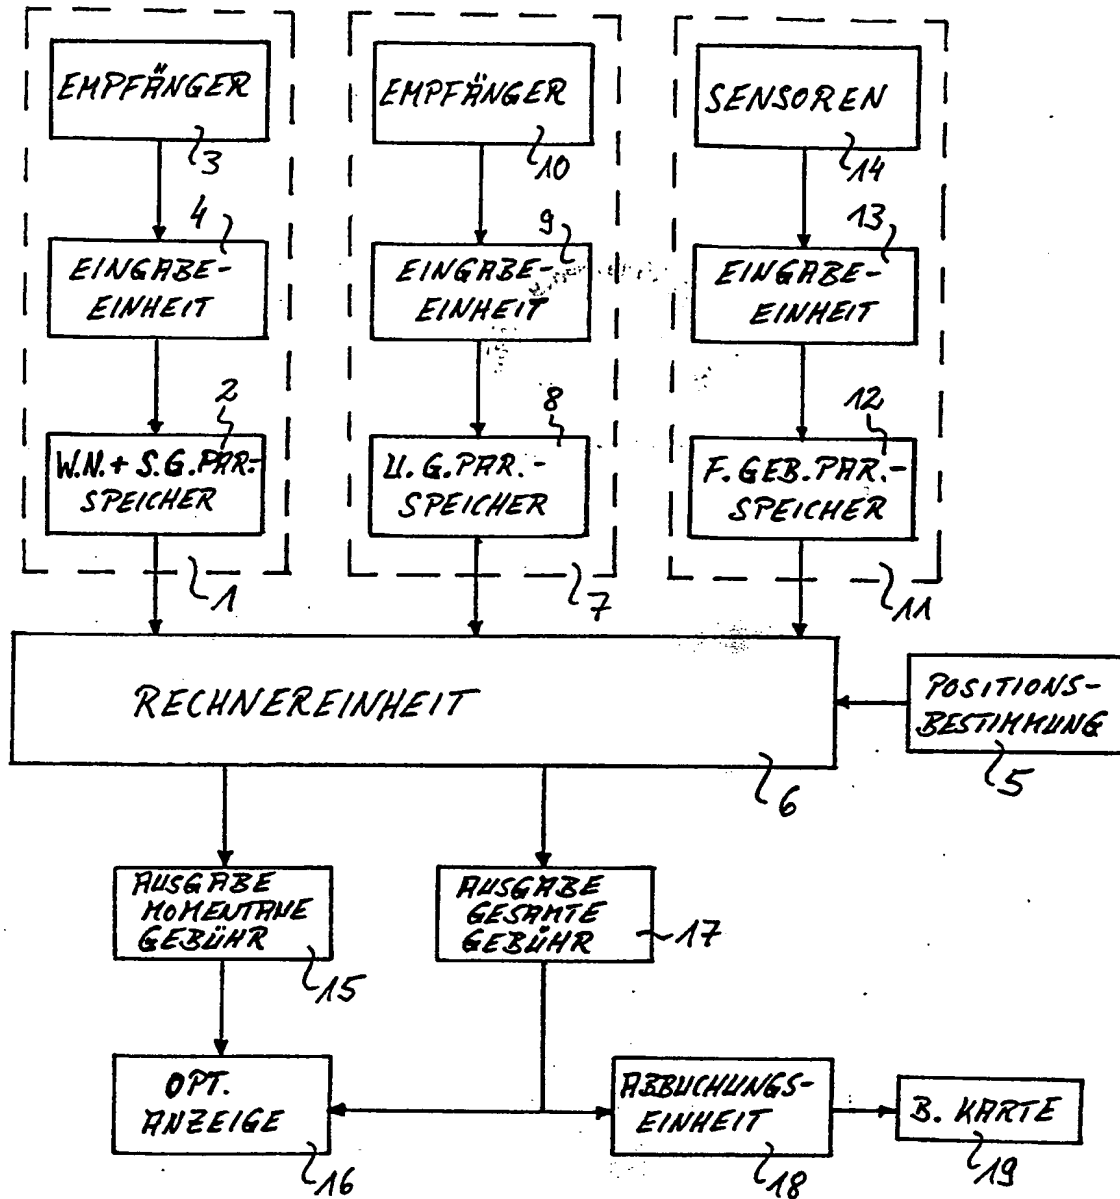 EMPFÄNGER
3
EMPFÄNGER
10
SENSOREN
14
4
EINGABE-
EINHEIT
9
EINGABE-
EINHEIT
13
EINGABE-
EINHEIT
2
W.N.+ S.G.PAR.-
SPEICHER
8
U.G.PAR.-
SPEICHER
12
F.GEB.PAR.-
SPEICHER
1
7
11
RECHNEREINHEIT
6
POSITIONS-
BESTIMMUNG
5
AUSGABE
MOMENTANE
GEBÜHR
15
AUSGABE
GESAMTE
GEBÜHR
17
OPT.
ANZEIGE
16
ABBUCHUNGS-
EINHEIT
18
B. KARTE
19